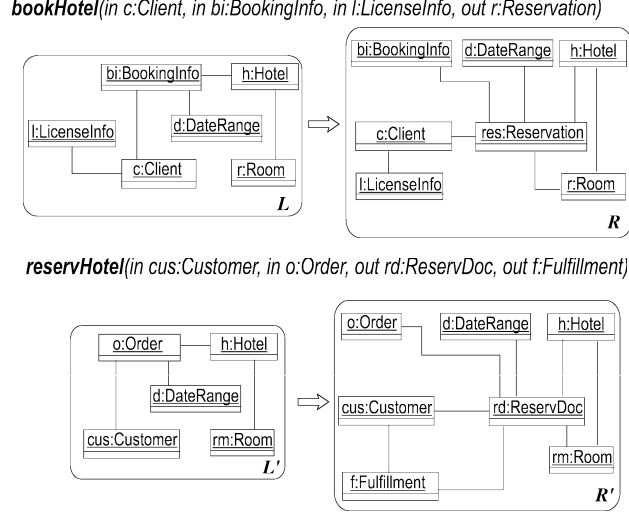 bookHotel(in c:Client, in bi:BookingInfo, in l:LicenseInfo, out r:Reservation)
bi:BookingInfo
h:Hotel
l:LicenseInfo
d:DateRange
c:Client
r:Room
L
bi:BookingInfo
d:DateRange
h:Hotel
c:Client
res:Reservation
l:LicenseInfo
r:Room
R
reservHotel(in cus:Customer, in o:Order, out rd:ReservDoc, out f:Fulfillment)
o:Order
h:Hotel
d:DateRange
cus:Customer
rm:Room
L'
o:Order
d:DateRange
h:Hotel
cus:Customer
rd:ReservDoc
rm:Room
f:Fulfillment
R'